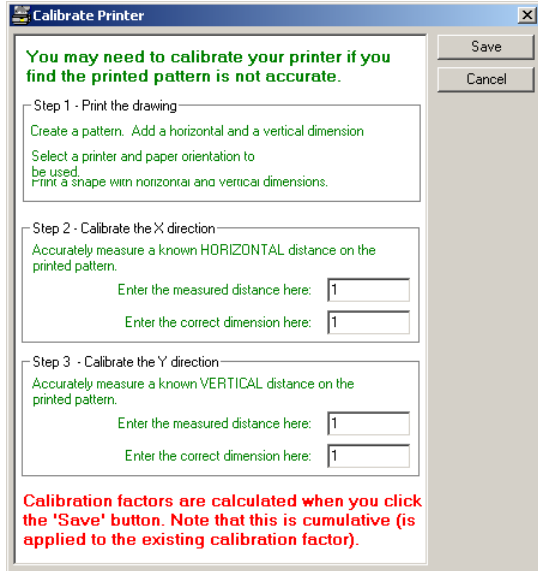 Calibrate Printer
Save
Cancel
You may need to calibrate your printer if you
find the printed pattern is not accurate.
Step 1 - Print the drawing
Create a pattern. Add a horizontal and a vertical dimension
Select a printer and paper orientation to
be used.
Print a shape with horizontal and vertical dimensions.
Step 2 - Calibrate the X direction
Accurately measure a known HORIZONTAL distance on the
printed pattern.
Enter the measured distance here: 1
Enter the correct dimension here: 1
Step 3 - Calibrate the Y direction
Accurately measure a known VERTICAL distance on the
printed pattern.
Enter the measured distance here: 1
Enter the correct dimension here: 1
Calibration factors are calculated when you click
the 'Save' button. Note that this is cumulative (is
applied to the existing calibration factor).